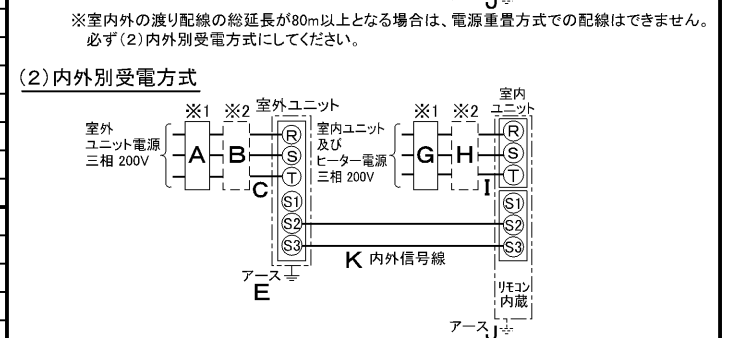 ※室内外の渡り配線の総延長が80m以上となる場合は、電源重畳方式での配線はできません。
必ず(2)内外別受電方式にしてください。
(2)内外別受電方式
※1 ※2 室外ユニット
室外
ユニット電源
三相 200V
A B C
R
S
T
S1
S2
S3
アース
E
※1 ※2
室内
ユニット
室内ユニット
及び
ヒーター電源
三相 200V
G H I
R
S
T
S1
S2
S3
K 内外信号線
リモコン
内蔵
アース J